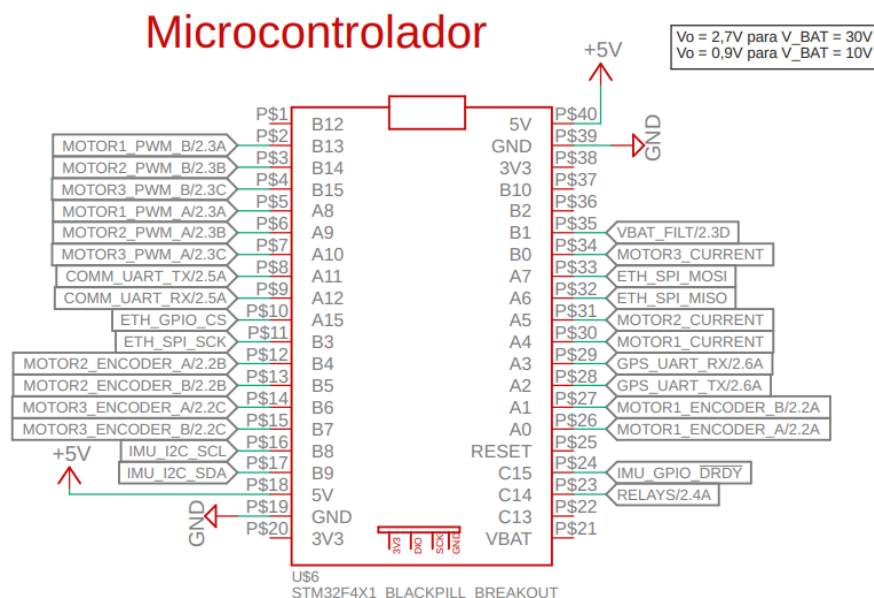 Microcontrolador
Vo = 2,7V para V_BAT = 30V
Vo = 0,9V para V_BAT = 10V
+5V
P$1 B12 5V P$40
MOTOR1_PWM_B/2.3A P$2 B13 GND P$39 GND
MOTOR2_PWM_B/2.3B P$3 B14 3V3 P$38
MOTOR3_PWM_B/2.3C P$4 B15 B10 P$37
MOTOR1_PWM_A/2.3A P$5 A8 B2 P$36
MOTOR2_PWM_A/2.3B P$6 A9 B1 P$35 VBAT_FILT/2.3D
MOTOR3_PWM_A/2.3C P$7 A10 B0 P$34 MOTOR3_CURRENT
COMM_UART_TX/2.5A P$8 A11 A7 P$33 ETH_SPI_MOSI
COMM_UART_RX/2.5A P$9 A12 A6 P$32 ETH_SPI_MISO
ETH_GPIO_CS P$10 A15 A5 P$31 MOTOR2_CURRENT
ETH_SPI_SCK P$11 B3 A4 P$30 MOTOR1_CURRENT
MOTOR2_ENCODER_A/2.2B P$12 B4 A3 P$29 GPS_UART_RX/2.6A
MOTOR2_ENCODER_B/2.2B P$13 B5 A2 P$28 GPS_UART_TX/2.6A
MOTOR3_ENCODER_A/2.2C P$14 B6 A1 P$27 MOTOR1_ENCODER_B/2.2A
MOTOR3_ENCODER_B/2.2C P$15 B7 A0 P$26 MOTOR1_ENCODER_A/2.2A
IMU_I2C_SCL P$16 B8 RESET P$25
+5V
IMU_I2C_SDA P$17 B9 C15 P$24 IMU_GPIO_DRDY
P$18 5V C14 P$23 RELAYS/2.4A
GND P$19 GND C13 P$22
P$20 3V3 VBAT P$21
3V3 DIO SCK GND
U$6
STM32F4X1_BLACKPILL_BREAKOUT